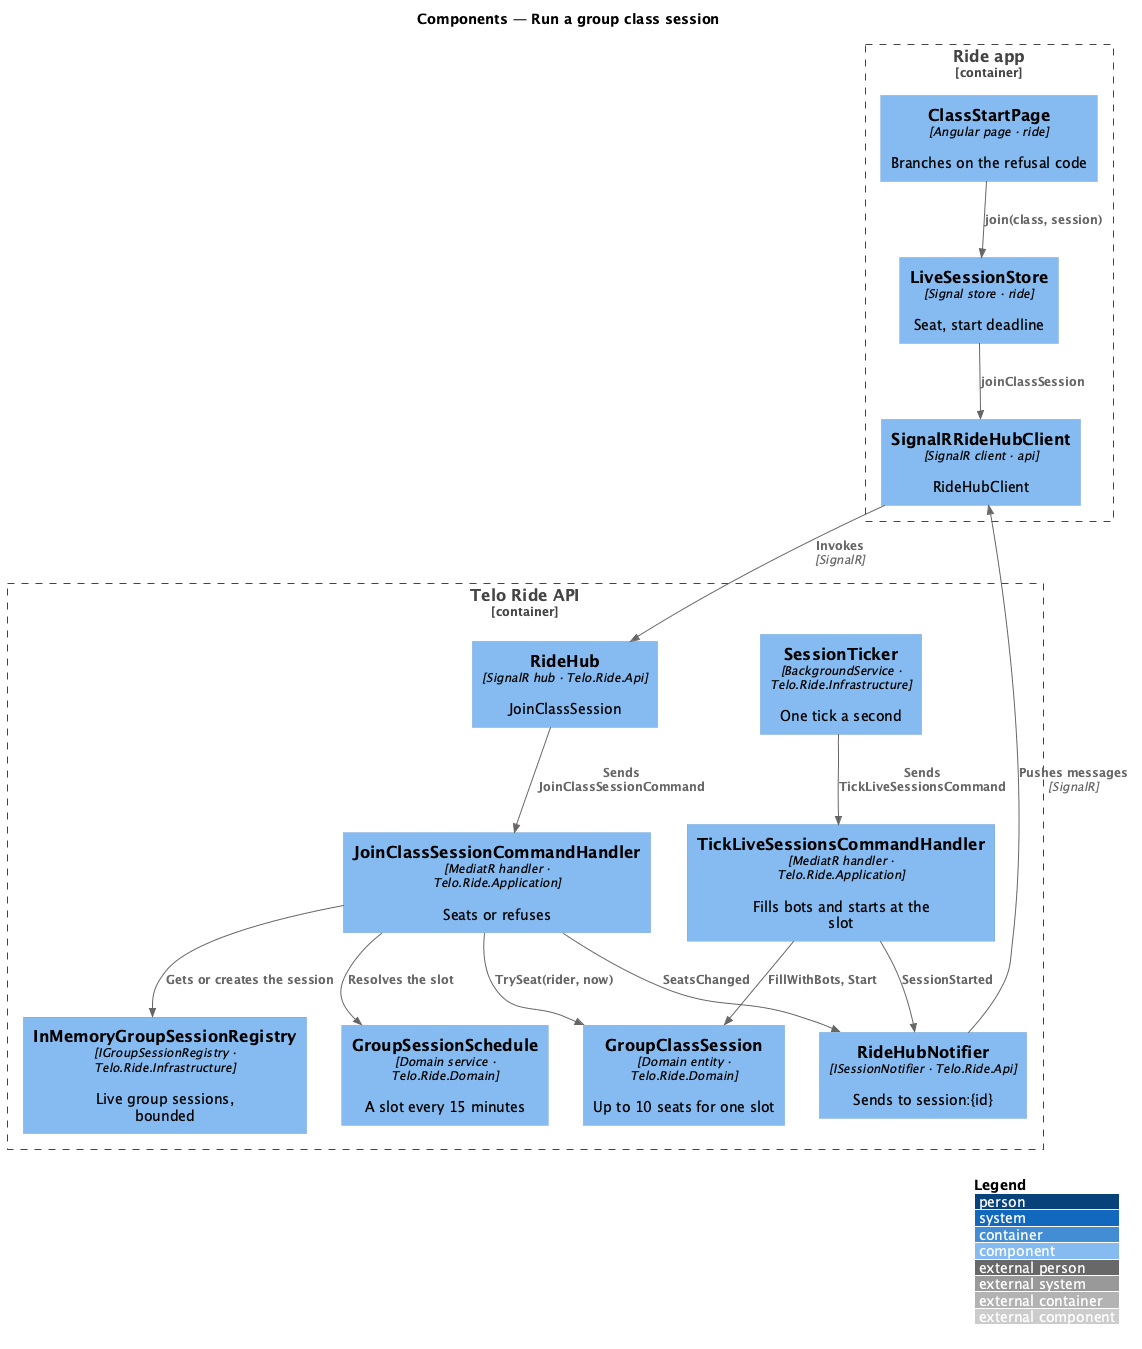 Components — Run a group class session
Ride app
[container]
ClassStartPage
[Angular page · ride]
Branches on the refusal code
join(class, session)
LiveSessionStore
[Signal store · ride]
Seat, start deadline
joinClassSession
SignalRRideHubClient
[SignalR client · api]
RideHubClient
Invokes
[SignalR]
Telo Ride API
[container]
RideHub
[SignalR hub · Telo.Ride.Api]
JoinClassSession
SessionTicker
[BackgroundService ·
Telo.Ride.Infrastructure]
One tick a second
Sends
JoinClassSessionCommand
Sends
TickLiveSessionsCommand
Pushes messages
[SignalR]
JoinClassSessionCommandHandler
[MediatR handler ·
Telo.Ride.Application]
Seats or refuses
TickLiveSessionsCommandHandler
[MediatR handler ·
Telo.Ride.Application]
Fills bots and starts at the
slot
Gets or creates the session
Resolves the slot
TrySeat(rider, now)
SeatsChanged
FillWithBots, Start
SessionStarted
InMemoryGroupSessionRegistry
[IGroupSessionRegistry ·
Telo.Ride.Infrastructure]
Live group sessions,
bounded
GroupSessionSchedule
[Domain service ·
Telo.Ride.Domain]
A slot every 15 minutes
GroupClassSession
[Domain entity ·
Telo.Ride.Domain]
Up to 10 seats for one slot
RideHubNotifier
[ISessionNotifier · Telo.Ride.Api]
Sends to session:{id}
Legend
person
system
container
component
external person
external system
external container
external component